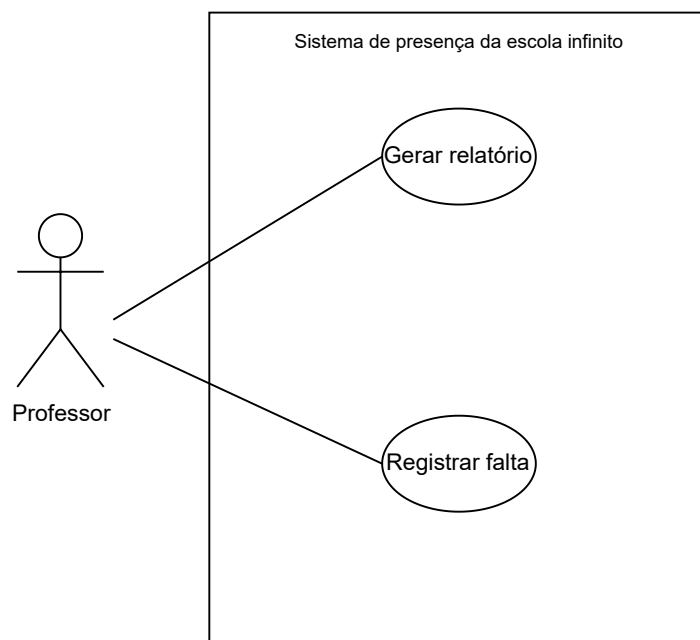 Sistema de presença da escola infinito
Gerar relatório
Professor
Registrar falta